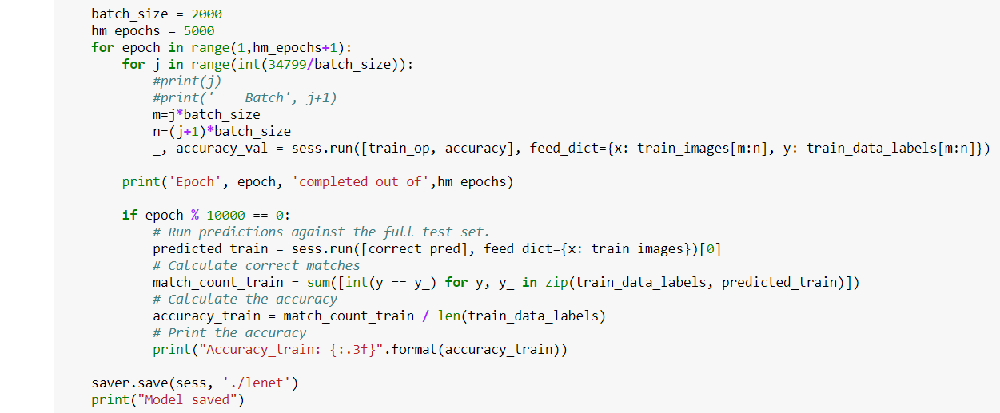 batch_size = 2000
hm_epochs = 5000
for epoch in range(1,hm_epochs+1):
    for j in range(int(34799/batch_size)):
        #print(j)
        #print('    Batch', j+1)
        m=j*batch_size
        n=(j+1)*batch_size
        _, accuracy_val = sess.run([train_op, accuracy], feed_dict={x: train_images[m:n], y: train_data_labels[m:n]})
    print('Epoch', epoch, 'completed out of',hm_epochs)
    if epoch % 10000 == 0:
        # Run predictions against the full test set.
        predicted_train = sess.run([correct_pred], feed_dict={x: train_images})[0]
        # Calculate correct matches
        match_count_train = sum([int(y == y_) for y, y_ in zip(train_data_labels, predicted_train)])
        # Calculate the accuracy
        accuracy_train = match_count_train / len(train_data_labels)
        # Print the accuracy
        print("Accuracy_train: {:.3f}".format(accuracy_train))
saver.save(sess, './lenet')
print("Model saved")